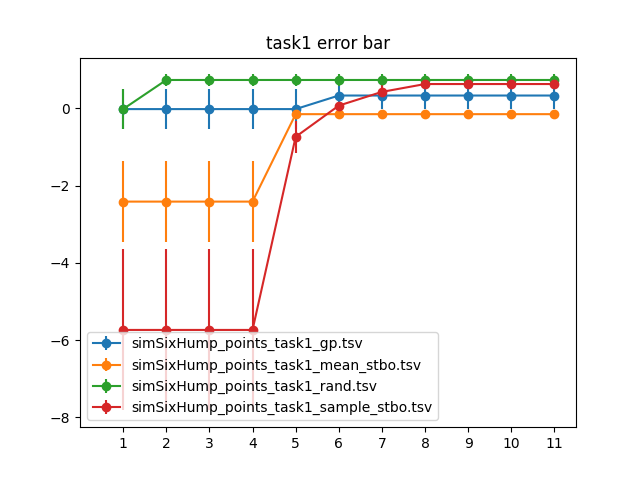 task1 error bar
0
−2
−4
−6
−8
simSixHump_points_task1_gp.tsv
simSixHump_points_task1_mean_stbo.tsv
simSixHump_points_task1_rand.tsv
simSixHump_points_task1_sample_stbo.tsv
1 2 3 4 5 6 7 8 9 10 11